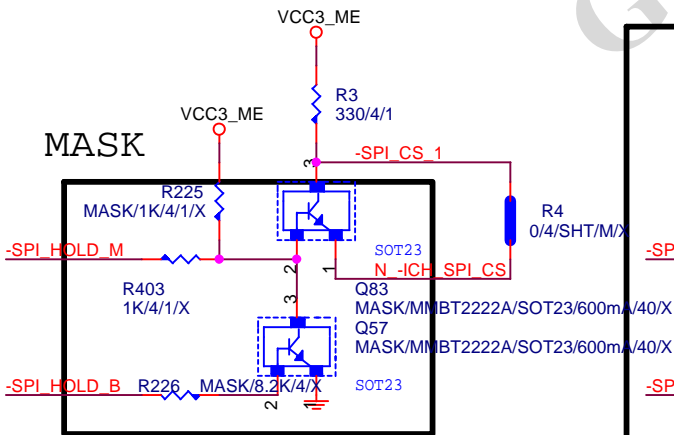 VCC3_ME
R3
330/4/1
VCC3_ME
MASK
3
-SPI_CS_1
R225
MASK/1K/4/1/X
R4
0/4/SHT/M/X
-SPI_HOLD_M
SOT23
-SP
2
1
N_-ICH_SPI_CS
R403
1K/4/1/X
3
Q83
MASK/MMBT2222A/SOT23/600mA/40/X
Q57
MASK/MMBT2222A/SOT23/600mA/40/X
-SPI_HOLD_B
R226
MASK/8.2K/4/X
SOT23
-SP
2
1
G